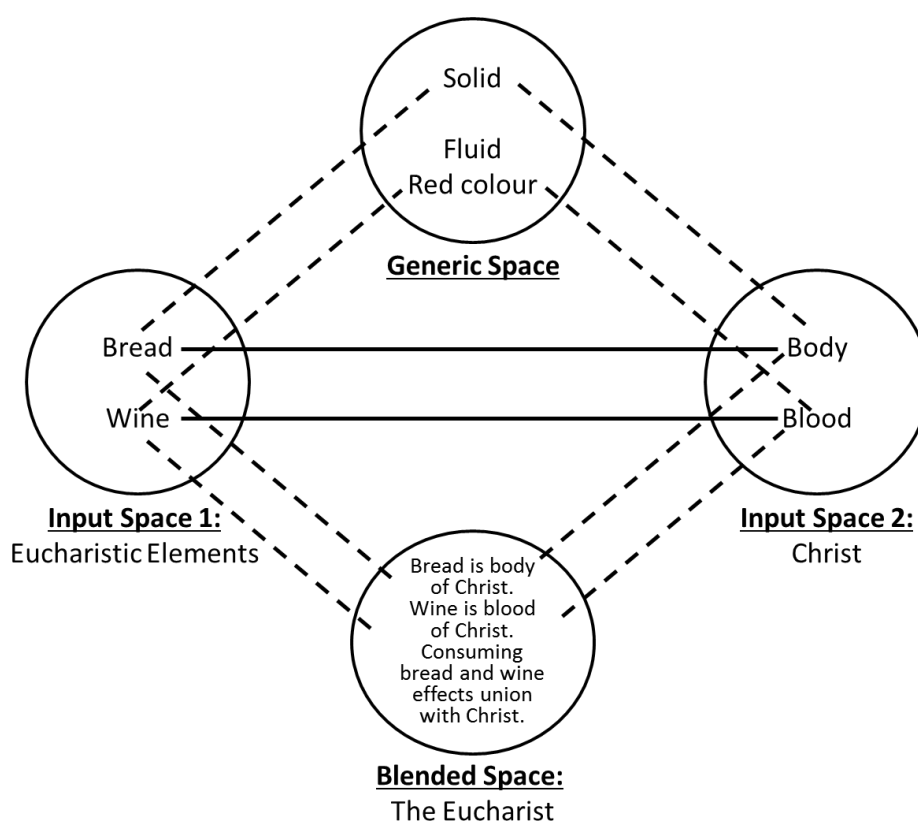 Solid
Fluid
Red colour
Generic Space
Bread
Wine
Input Space 1:
Eucharistic Elements
Body
Blood
Input Space 2:
Christ
Bread is body
of Christ.
Wine is blood
of Christ.
Consuming
bread and wine
effects union
with Christ.
Blended Space:
The Eucharist